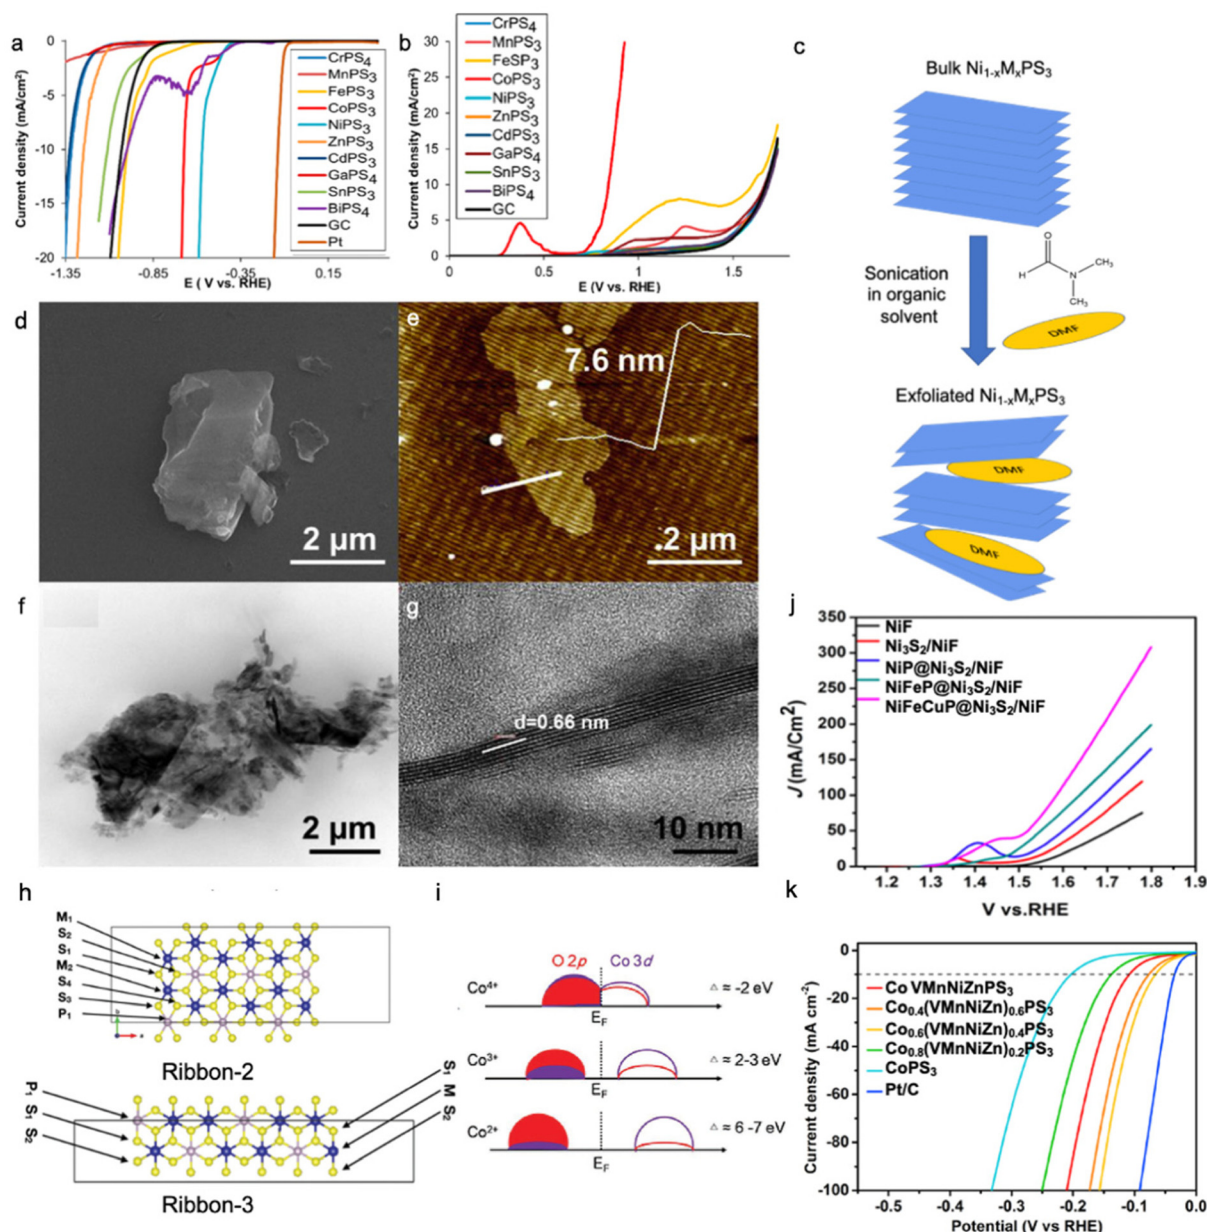 a
Current density (mA/cm²)
0
-5
-10
-15
-20
-1.35
-0.85
-0.35
0.15
E ( V vs. RHE)
CrPS₄
MnPS₃
FePS₃
CoPS₃
NiPS₃
ZnPS₃
CdPS₃
GaPS₄
SnPS₃
BiPS₄
GC
Pt
b
Current density (mA/cm²)
30
25
20
15
10
5
0
0
0.5
1
1.5
E (V vs. RHE)
CrPS₄
MnPS₃
FeSP₃
CoPS₃
NiPS₃
ZnPS₃
CdPS₃
GaPS₄
SnPS₃
BiPS₄
GC
c
Bulk Ni₁₋ₓMₓPS₃
Sonication
in organic
solvent
O
H
N
CH₃
CH₃
DMF
Exfoliated Ni₁₋ₓMₓPS₃
DMF
DMF
d
2 µm
e
7.6 nm
.2 µm
f
2 µm
g
d=0.66 nm
10 nm
j
J (mA/Cm²)
350
300
250
200
150
100
50
0
1.2
1.3
1.4
1.5
1.6
1.7
1.8
1.9
V vs.RHE
NiF
Ni₃S₂/NiF
NiP@Ni₃S₂/NiF
NiFeP@Ni₃S₂/NiF
NiFeCuP@Ni₃S₂/NiF
h
M₁
S₂
S₁
M₂
S₄
S₃
P₁
b
a
Ribbon-2
P₁
S₁
S₂
S₁
M
S₂
Ribbon-3
i
O 2p
Co 3d
Co⁴⁺
E_F
△ ≈ -2 eV
Co³⁺
E_F
△ ≈ 2-3 eV
Co²⁺
E_F
△ ≈ 6 -7 eV
k
Current density (mA cm⁻²)
0
-20
-40
-60
-80
-100
-0.5
-0.4
-0.3
-0.2
-0.1
0.0
Potential (V vs RHE)
Co VMnNiZnPS₃
Co₀.₄(VMnNiZn)₀.₆PS₃
Co₀.₆(VMnNiZn)₀.₄PS₃
Co₀.₈(VMnNiZn)₀.₂PS₃
CoPS₃
Pt/C